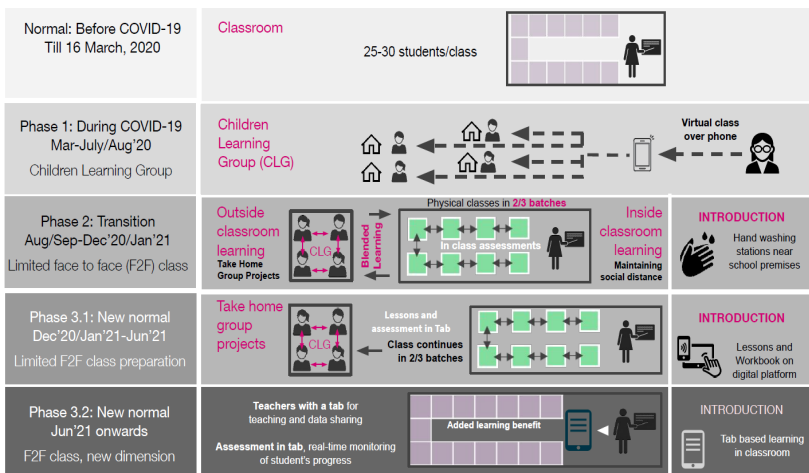 Normal: Before COVID-19
Till 16 March, 2020
Classroom
25-30 students/class
Phase 1: During COVID-19
Mar-July/Aug'20
Children Learning Group
Children
Learning
Group (CLG)
Virtual class
over phone
Phase 2: Transition
Aug/Sep-Dec'20/Jan'21
Limited face to face (F2F) class
Outside
classroom
learning
Take Home
Group Projects
CLG
Blended
Learning
Physical classes in 2/3 batches
In class assessments
Inside
classroom
learning
Maintaining
social distance
INTRODUCTION
Hand washing
stations near
school premises
Phase 3.1: New normal
Dec'20/Jan'21-Jun'21
Limited F2F class preparation
Take home
group
projects
CLG
Lessons and
assessment in Tab
Class continues
in 2/3 batches
INTRODUCTION
Lessons and
Workbook on
digital platform
Phase 3.2: New normal
Jun'21 onwards
F2F class, new dimension
Teachers with a tab for
teaching and data sharing
Assessment in tab, real-time monitoring
of student's progress
Added learning benefit
INTRODUCTION
Tab based learning
in classroom